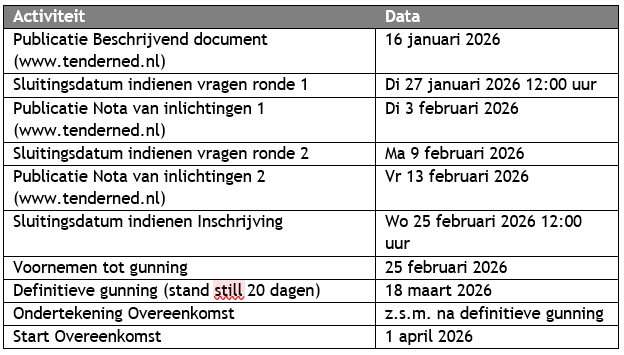 Activiteit Data
Publicatie Beschrijvend document 16 januari 2026
(www.tenderned.nl)
Sluitingsdatum indienen vragen ronde 1 Di 27 januari 2026 12:00 uur
Publicatie Nota van inlichtingen 1 Di 3 februari 2026
(www.tenderned.nl)
Sluitingsdatum indienen vragen ronde 2 Ma 9 februari 2026
Publicatie Nota van inlichtingen 2 Vr 13 februari 2026
(www.tenderned.nl)
Sluitingsdatum indienen Inschrijving Wo 25 februari 2026 12:00
uur
Voornemen tot gunning 25 februari 2026
Definitieve gunning (stand still 20 dagen) 18 maart 2026
Ondertekening Overeenkomst z.s.m. na definitieve gunning
Start Overeenkomst 1 april 2026